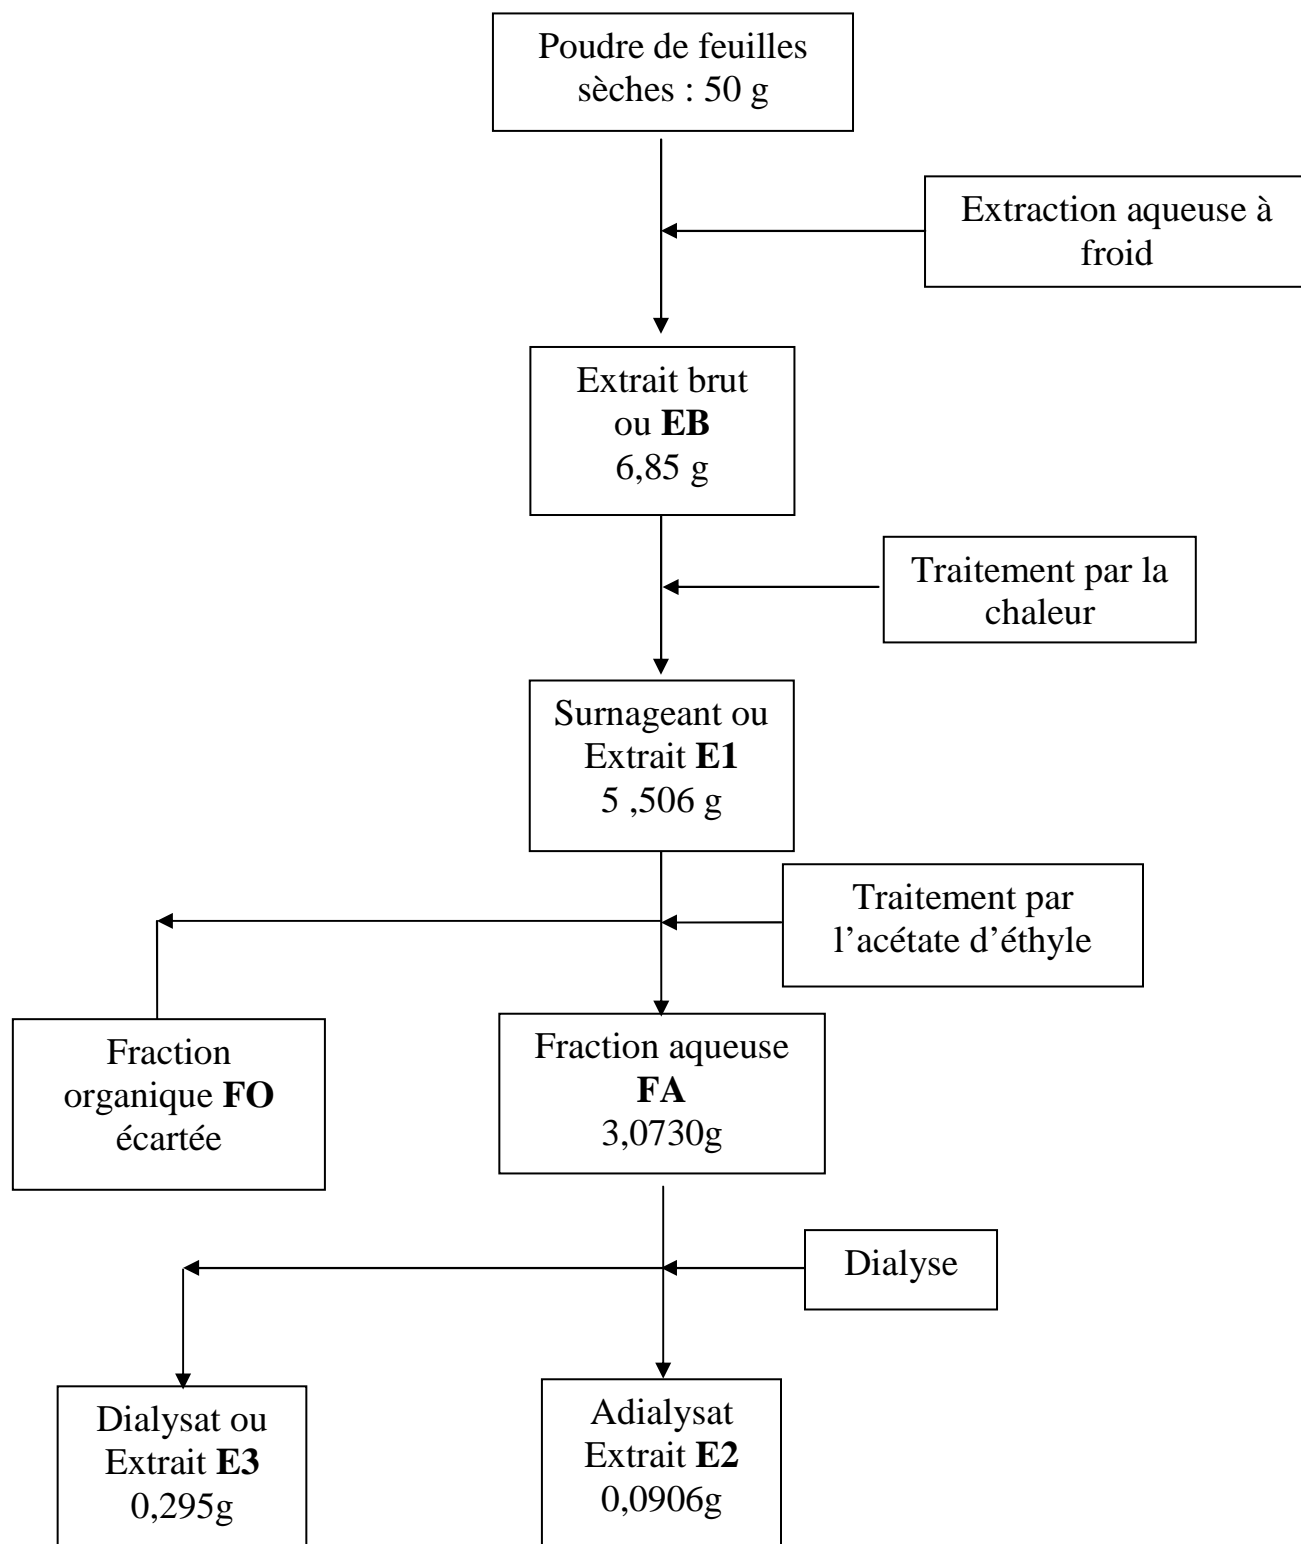 Poudre de feuilles
sèches : 50 g
Extraction aqueuse à
froid
Extrait brut
ou EB
6,85 g
Traitement par la
chaleur
Surnageant ou
Extrait E1
5 ,506 g
Traitement par
l’acétate d’éthyle
Fraction
organique FO
écartée
Fraction aqueuse
FA
3,0730g
Dialyse
Dialysat ou
Extrait E3
0,295g
Adialysat
Extrait E2
0,0906g